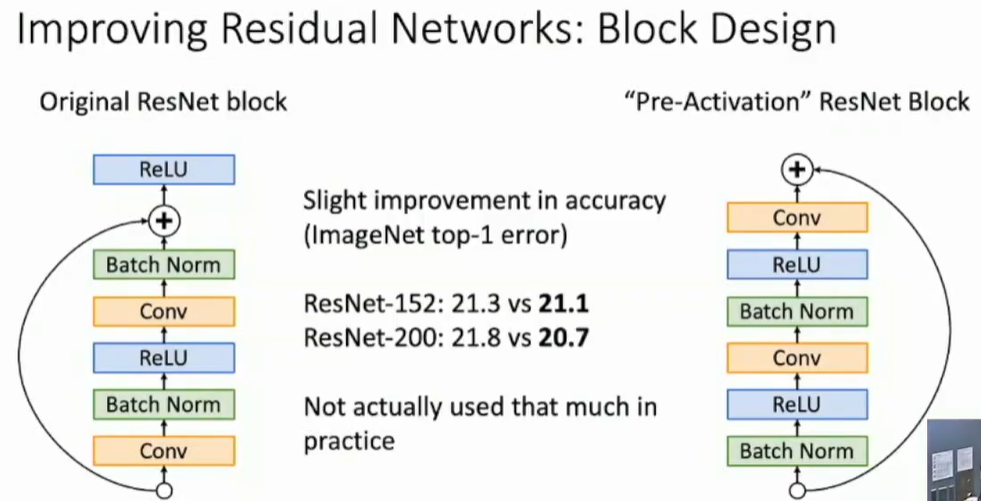 Improving Residual Networks: Block Design
Original ResNet block
ReLU
+
Batch Norm
Conv
ReLU
Batch Norm
Conv
Slight improvement in accuracy
(ImageNet top-1 error)
ResNet-152: 21.3 vs 21.1
ResNet-200: 21.8 vs 20.7
Not actually used that much in
practice
“Pre-Activation” ResNet Block
+
Conv
ReLU
Batch Norm
Conv
ReLU
Batch Norm